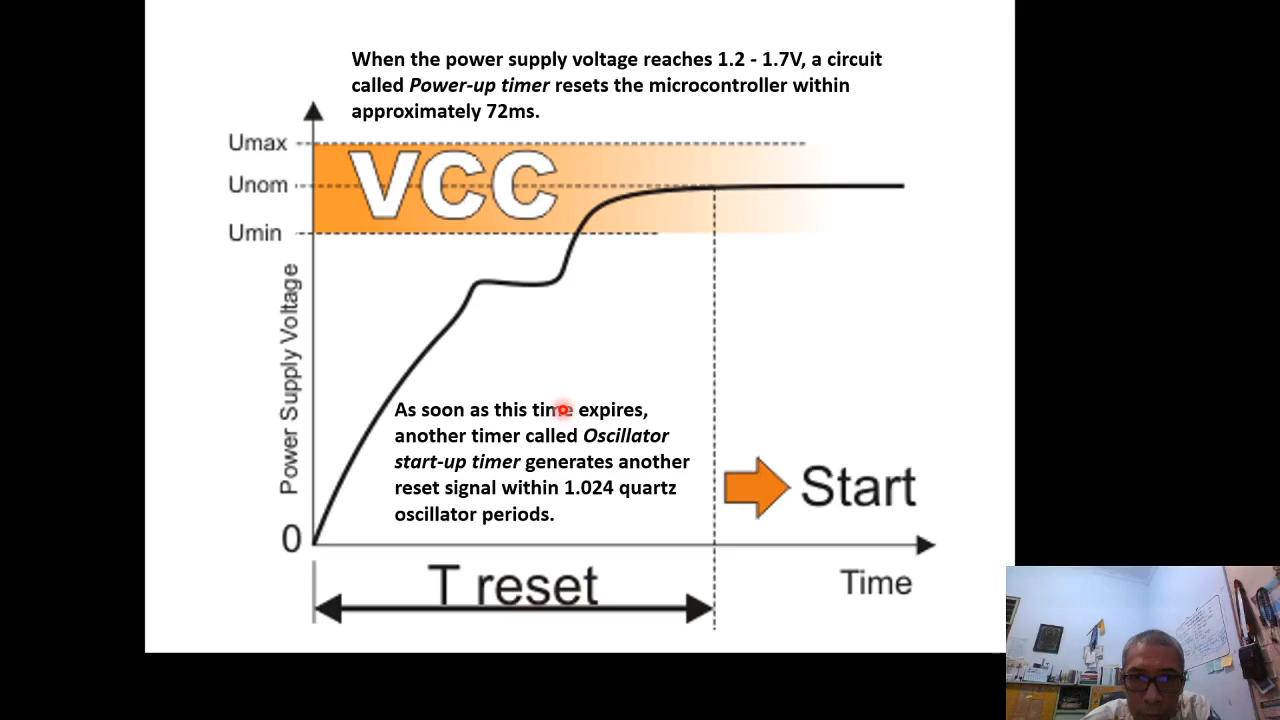 When the power supply voltage reaches 1.2 - 1.7V, a circuit
called Power-up timer resets the microcontroller within
approximately 72ms.
Umax
VCC
Unom
Umin
Power Supply Voltage
As soon as this time expires,
another timer called Oscillator
start-up timer generates another
reset signal within 1.024 quartz
oscillator periods.
Start
0
T reset
Time